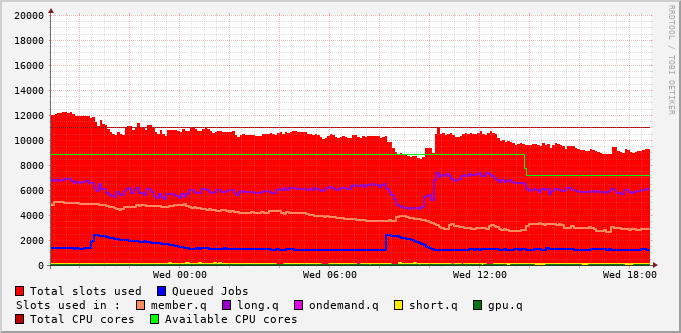 20000
18000
16000
14000
12000
10000
8000
6000
4000
2000
0
Wed 00:00 Wed 06:00 Wed 12:00 Wed 18:00
RRDTOOL / TOBI OETIKER
Total slots used Queued Jobs
Slots used in : member.q long.q ondemand.q short.q gpu.q
Total CPU cores Available CPU cores